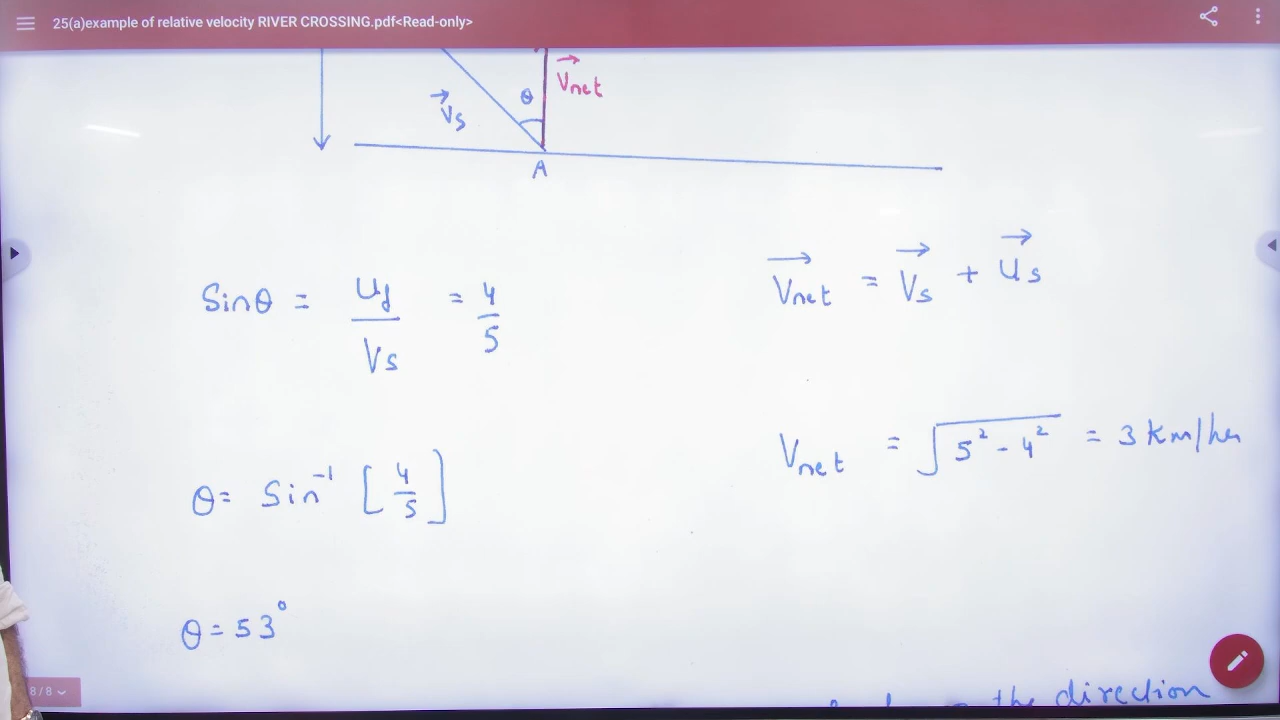 25(a)example of relative velocity RIVER CROSSING.pdf<Read-only>
θ
Vnet
Vs
A
Sinθ = uf/Vs = 4/5
Vnet = Vs + us
Vnet = √(5² - 4²) = 3 Km/hr
θ = Sin⁻¹ [4/5]
θ = 53°
8/8
the direction